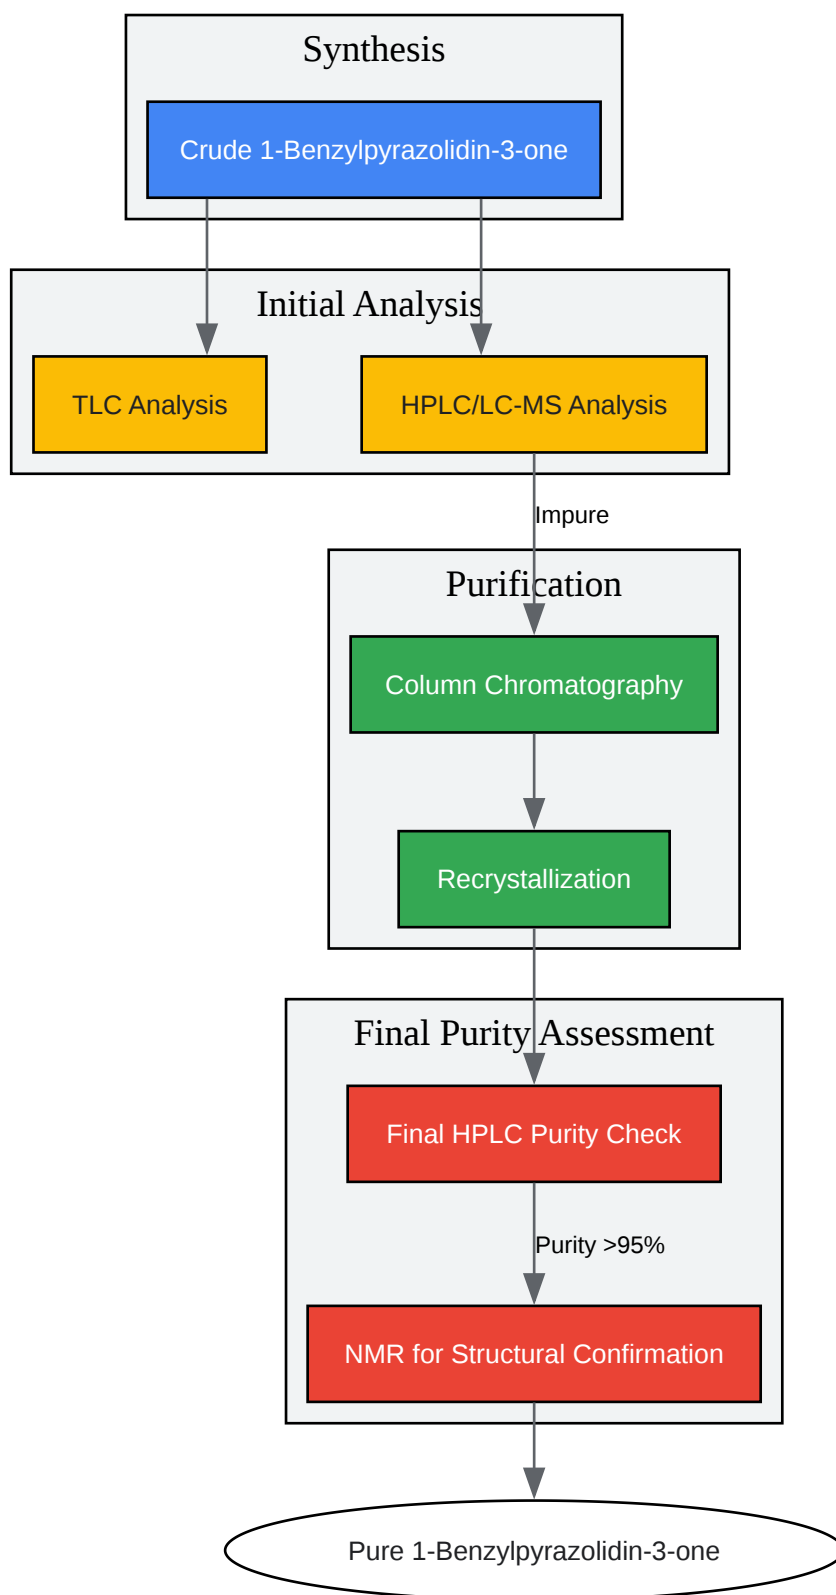 Synthesis
Crude 1-Benzylpyrazolidin-3-one
Initial Analysis
TLC Analysis
HPLC/LC-MS Analysis
Impure
Purification
Column Chromatography
Recrystallization
Final Purity Assessment
Final HPLC Purity Check
Purity >95%
NMR for Structural Confirmation
Pure 1-Benzylpyrazolidin-3-one